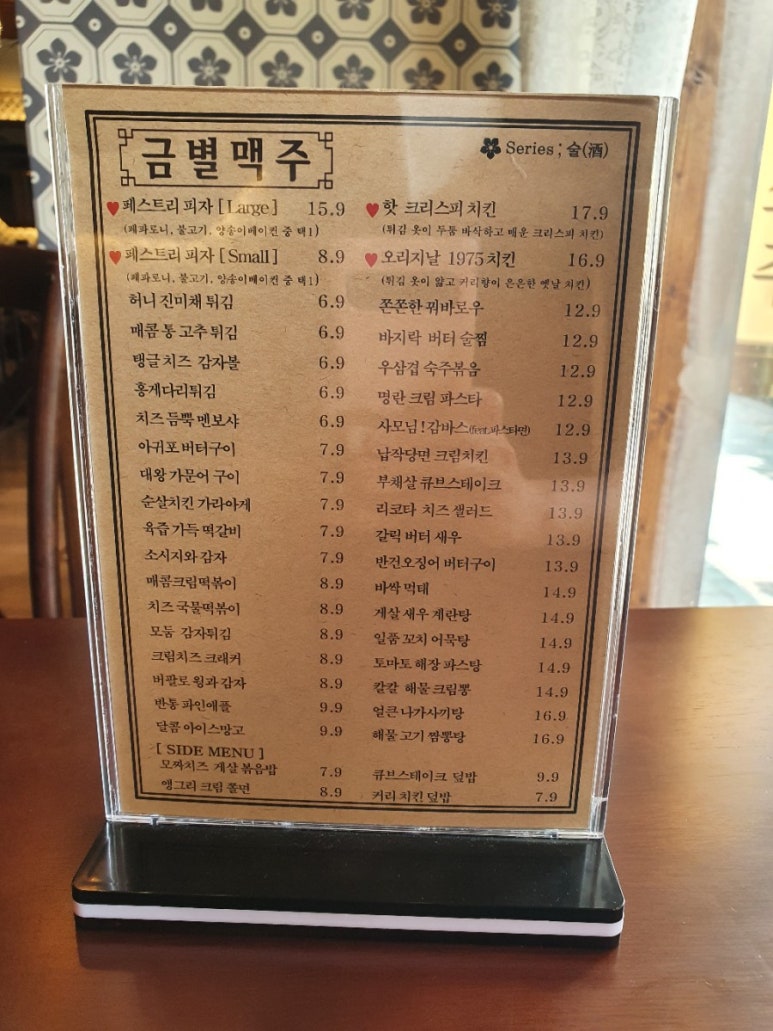 금별맥주
Series ; 술(酒)
페스트리 피자 [ Large ] 15.9
(페파로니, 불고기, 양송이베이컨 중 택1)
페스트리 피자 [ Small ] 8.9
(페파로니, 불고기, 양송이베이컨 중 택1)
허니 진미채 튀김 6.9
매콤 통 고추 튀김 6.9
탱글 치즈 감자볼 6.9
홍게다리튀김 6.9
치즈 듬뿍 멘보샤 6.9
아귀포 버터구이 7.9
대왕 가문어 구이 7.9
순살치킨 가라아게 7.9
육즙 가득 떡갈비 7.9
소시지와 감자 7.9
매콤크림떡볶이 8.9
치즈 국물떡볶이 8.9
모둠 감자튀김 8.9
크림치즈 크래커 8.9
버팔로 윙과 감자 8.9
반통 파인애플 9.9
달콤 아이스망고 9.9
[ SIDE MENU ]
모짜치즈 게살 볶음밥 7.9
앵그리 크림 쫄면 8.9
핫 크리스피 치킨 17.9
(튀김 옷이 두툼 바삭하고 매운 크리스피 치킨)
오리지날 1975 치킨 16.9
(튀김 옷이 얇고 커리향이 은은한 옛날 치킨)
쫀쫀한 꿔바로우 12.9
바지락 버터 술찜 12.9
우삼겹 숙주볶음 12.9
명란 크림 파스타 12.9
사모님! 감바스(feat.파스타면) 12.9
납작당면 크림치킨 13.9
부채살 큐브스테이크 13.9
리코타 치즈 샐러드 13.9
갈릭 버터 새우 13.9
반건오징어 버터구이 13.9
바싹 먹태 14.9
게살 새우 계란탕 14.9
일품 꼬치 어묵탕 14.9
토마토 해장 파스탕 14.9
칼칼 해물 크림뽕 14.9
얼큰 나가사끼탕 16.9
해물 고기 짬뽕탕 16.9
큐브스테이크 덮밥 9.9
커리 치킨 덮밥 7.9